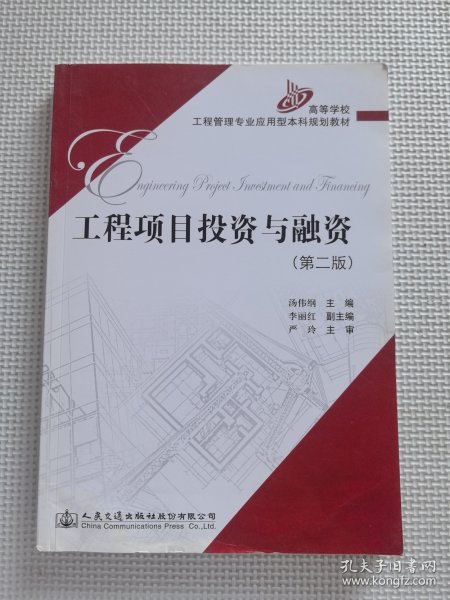 高等学校
工程管理专业应用型本科规划教材
Engineering Project Investment and Financing
工程项目投资与融资
(第二版)
汤伟纲 主 编
李丽红 副主编
严 玲 主 审
人民交通出版社股份有限公司
China Communications Press Co.,Ltd.
孔夫子旧书网
www.kongfz.com